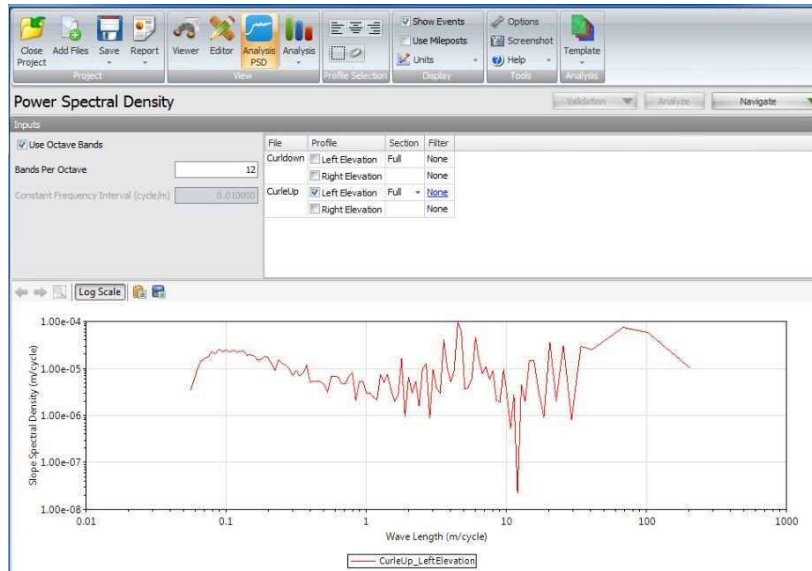 Close Project
Add Files
Save
Report
Viewer
Editor
Analysis PSD
Analysis
Show Events
Use Mileposts
Units
Options
Screenshot
Help
Template
Project
View
Profile Selection
Display
Tools
Analysis
Power Spectral Density
Validation
Analyze
Navigate
Inputs
Use Octave Bands
Bands Per Octave 12
Constant Frequency Interval (cycle/m) 0.010000
File Profile Section Filter
Curldown Left Elevation Full None
Right Elevation None
CurleUp Left Elevation Full None
Right Elevation None
Log Scale
1.00e-04
1.00e-05
1.00e-06
1.00e-07
1.00e-08
Slope Spectral Density (m/cycle)
0.01 0.1 1 10 100 1000
Wave Length (m/cycle)
CurleUp_LeftElevation